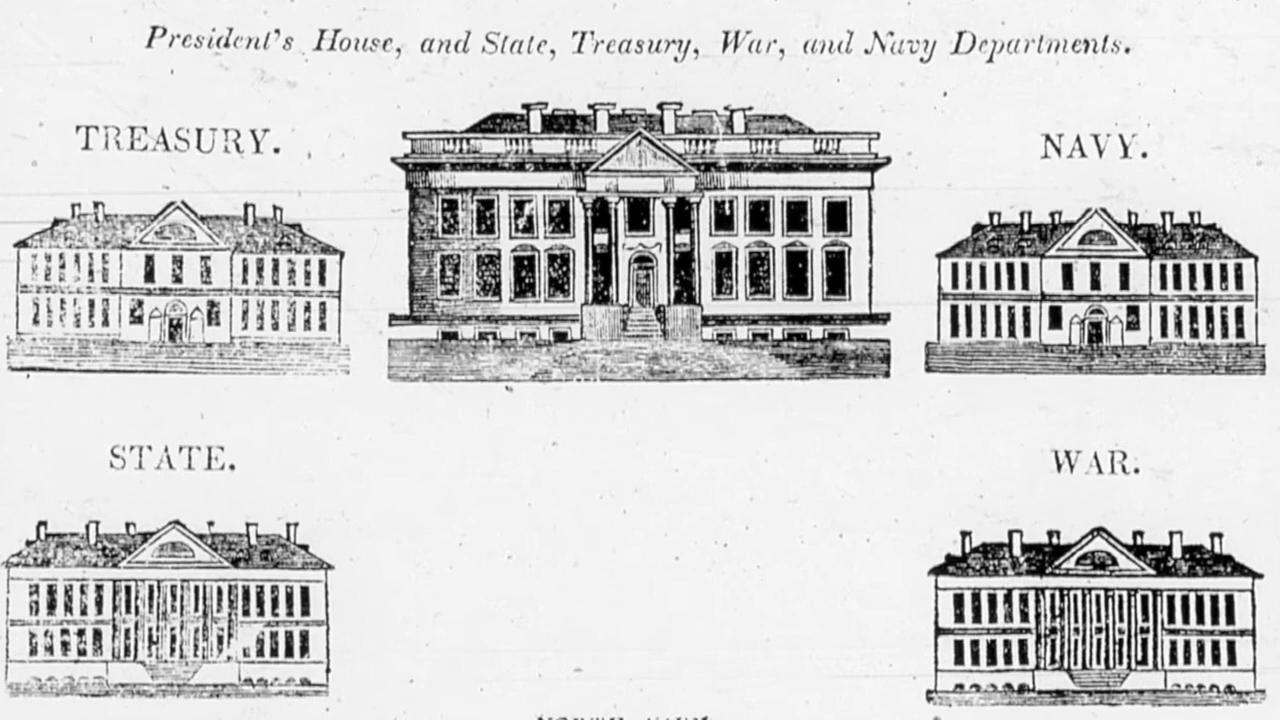 President's House, and State, Treasury, War, and Navy Departments.
TREASURY.
NAVY.
STATE.
WAR.